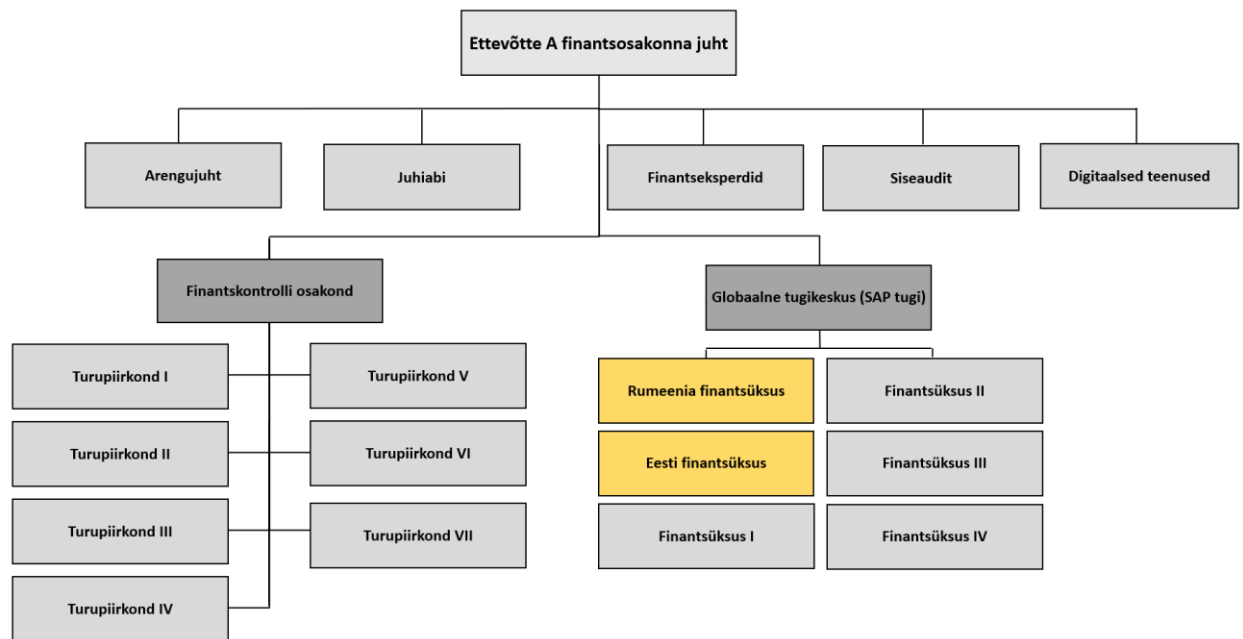 Ettevõtte A finantsosakonna juht
Arengujuht
Juhiabi
Finantseksperdid
Siseaudit
Digitaalsed teenused
Finantskontrolli osakond
Globaalne tugikeskus (SAP tugi)
Turupiirkond I
Turupiirkond V
Turupiirkond II
Turupiirkond VI
Turupiirkond III
Turupiirkond VII
Turupiirkond IV
Rumeenia finantsüksus
Finantsüksus II
Eesti finantsüksus
Finantsüksus III
Finantsüksus I
Finantsüksus IV